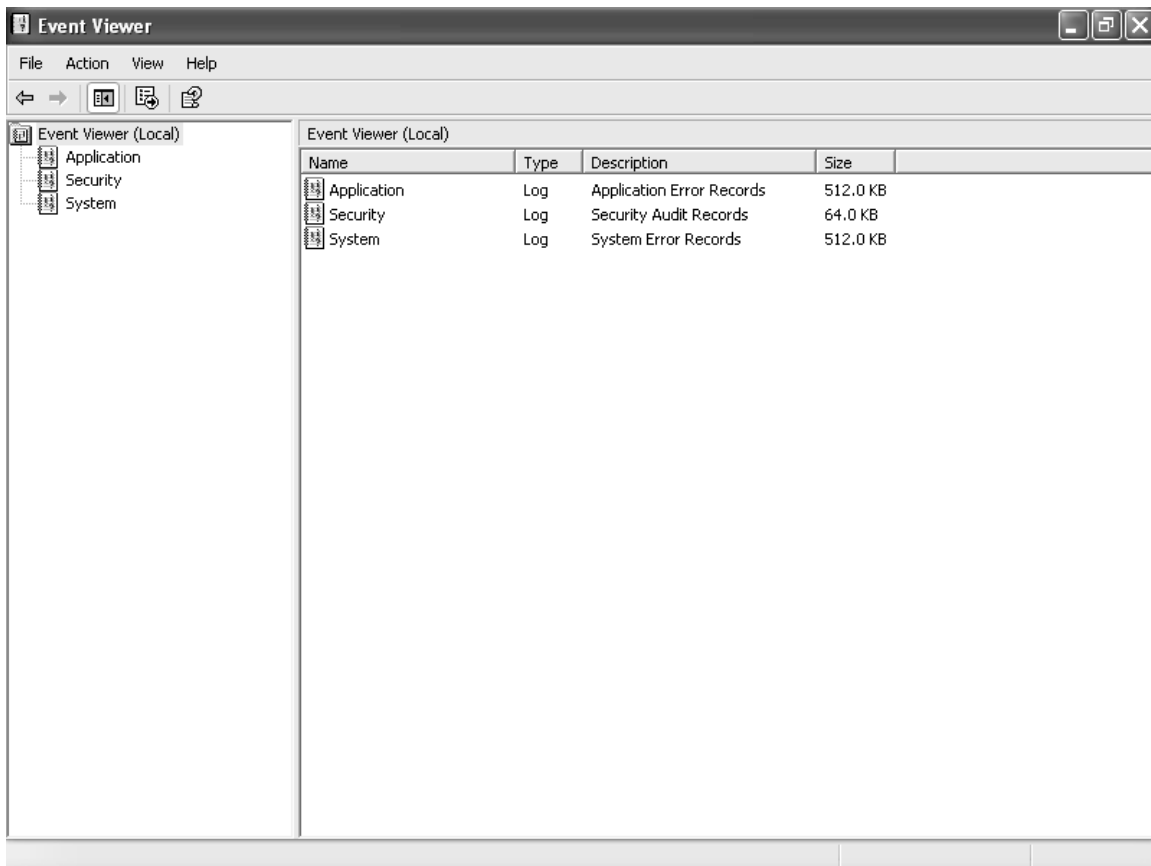 Event Viewer
File Action View Help
Event Viewer (Local)
Application
Security
System
Event Viewer (Local)
Name Type Description Size
Application Log Application Error Records 512.0 KB
Security Log Security Audit Records 64.0 KB
System Log System Error Records 512.0 KB